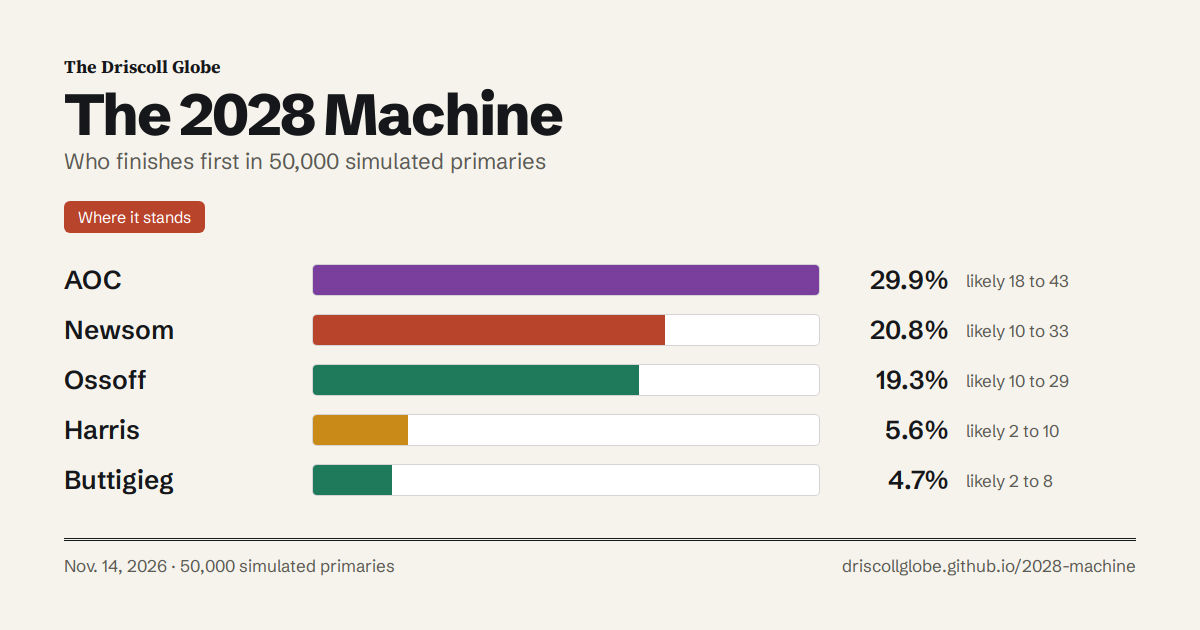 The Driscoll Globe
The 2028 Machine
Who finishes first in 50,000 simulated primaries
Where it stands
AOC 29.9% likely 18 to 43
Newsom 20.8% likely 10 to 33
Ossoff 19.3% likely 10 to 29
Harris 5.6% likely 2 to 10
Buttigieg 4.7% likely 2 to 8
Nov. 14, 2026 · 50,000 simulated primaries driscollglobe.github.io/2028-machine